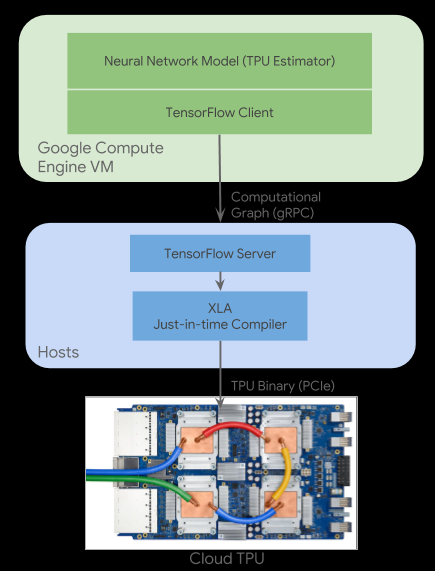 Neural Network Model (TPU Estimator)
TensorFlow Client
Google Compute
Engine VM
Computational
Graph (gRPC)
TensorFlow Server
XLA
Just-in-time Compiler
Hosts
TPU Binary (PCIe)
Cloud TPU